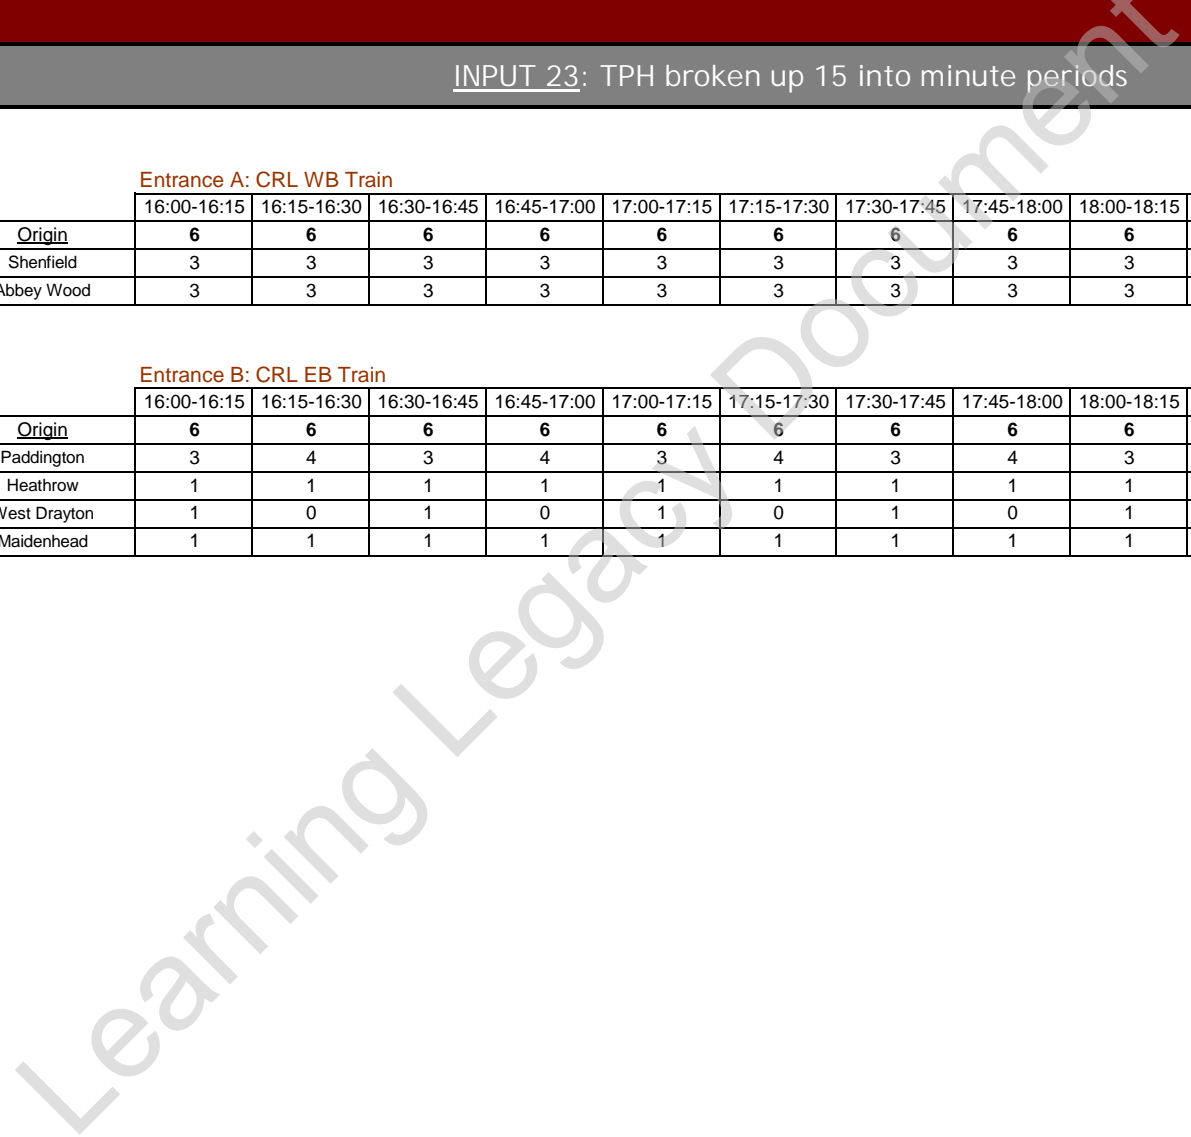 INPUT 23: TPH broken up 15 into minute periods
Entrance A: CRL WB Train
16:00-16:15 16:15-16:30 16:30-16:45 16:45-17:00 17:00-17:15 17:15-17:30 17:30-17:45 17:45-18:00 18:00-18:15
Origin 6 6 6 6 6 6 6 6 6
Shenfield 3 3 3 3 3 3 3 3 3
Abbey Wood 3 3 3 3 3 3 3 3 3
Entrance B: CRL EB Train
16:00-16:15 16:15-16:30 16:30-16:45 16:45-17:00 17:00-17:15 17:15-17:30 17:30-17:45 17:45-18:00 18:00-18:15
Origin 6 6 6 6 6 6 6 6 6
Paddington 3 4 3 4 3 4 3 4 3
Heathrow 1 1 1 1 1 1 1 1 1
West Drayton 1 0 1 0 1 0 1 0 1
Maidenhead 1 1 1 1 1 1 1 1 1
Learning Legacy Document